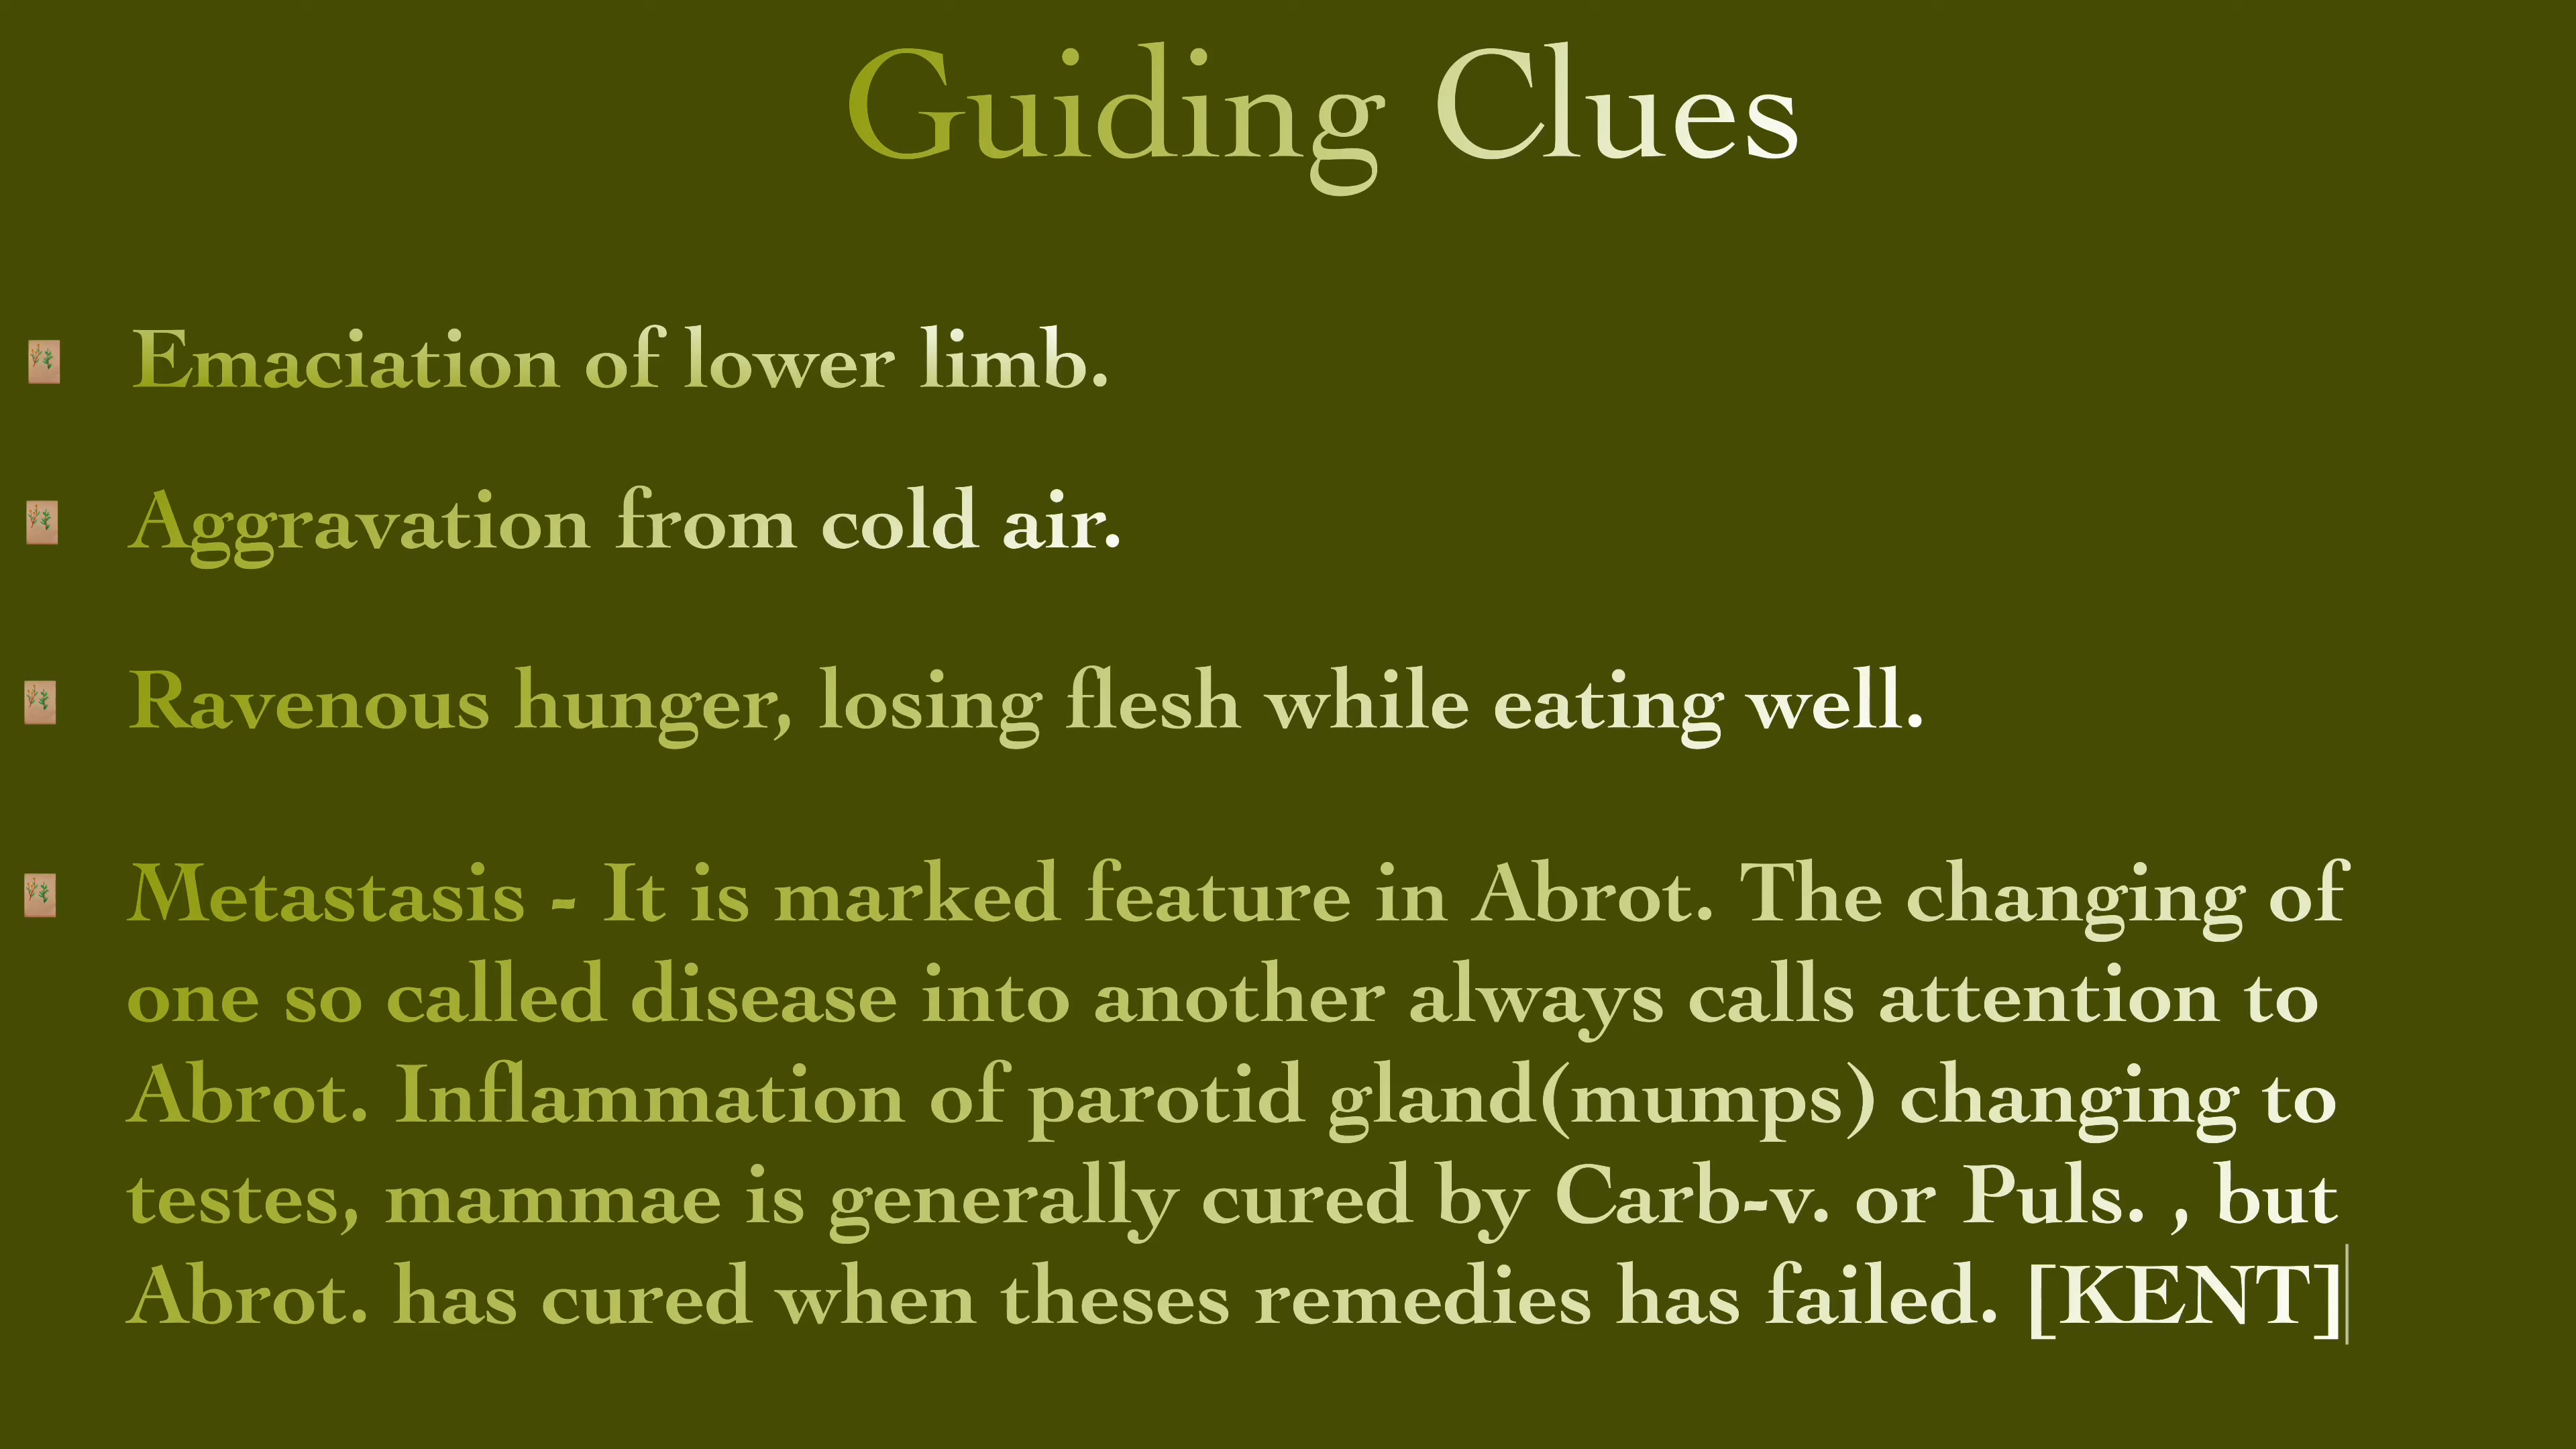 Guiding Clues
Emaciation of lower limb.
Aggravation from cold air.
Ravenous hunger, losing flesh while eating well.
Metastasis - It is marked feature in Abrot. The changing of
one so called disease into another always calls attention to
Abrot. Inflammation of parotid gland(mumps) changing to
testes, mammae is generally cured by Carb-v. or Puls. , but
Abrot. has cured when theses remedies has failed. [KENT]